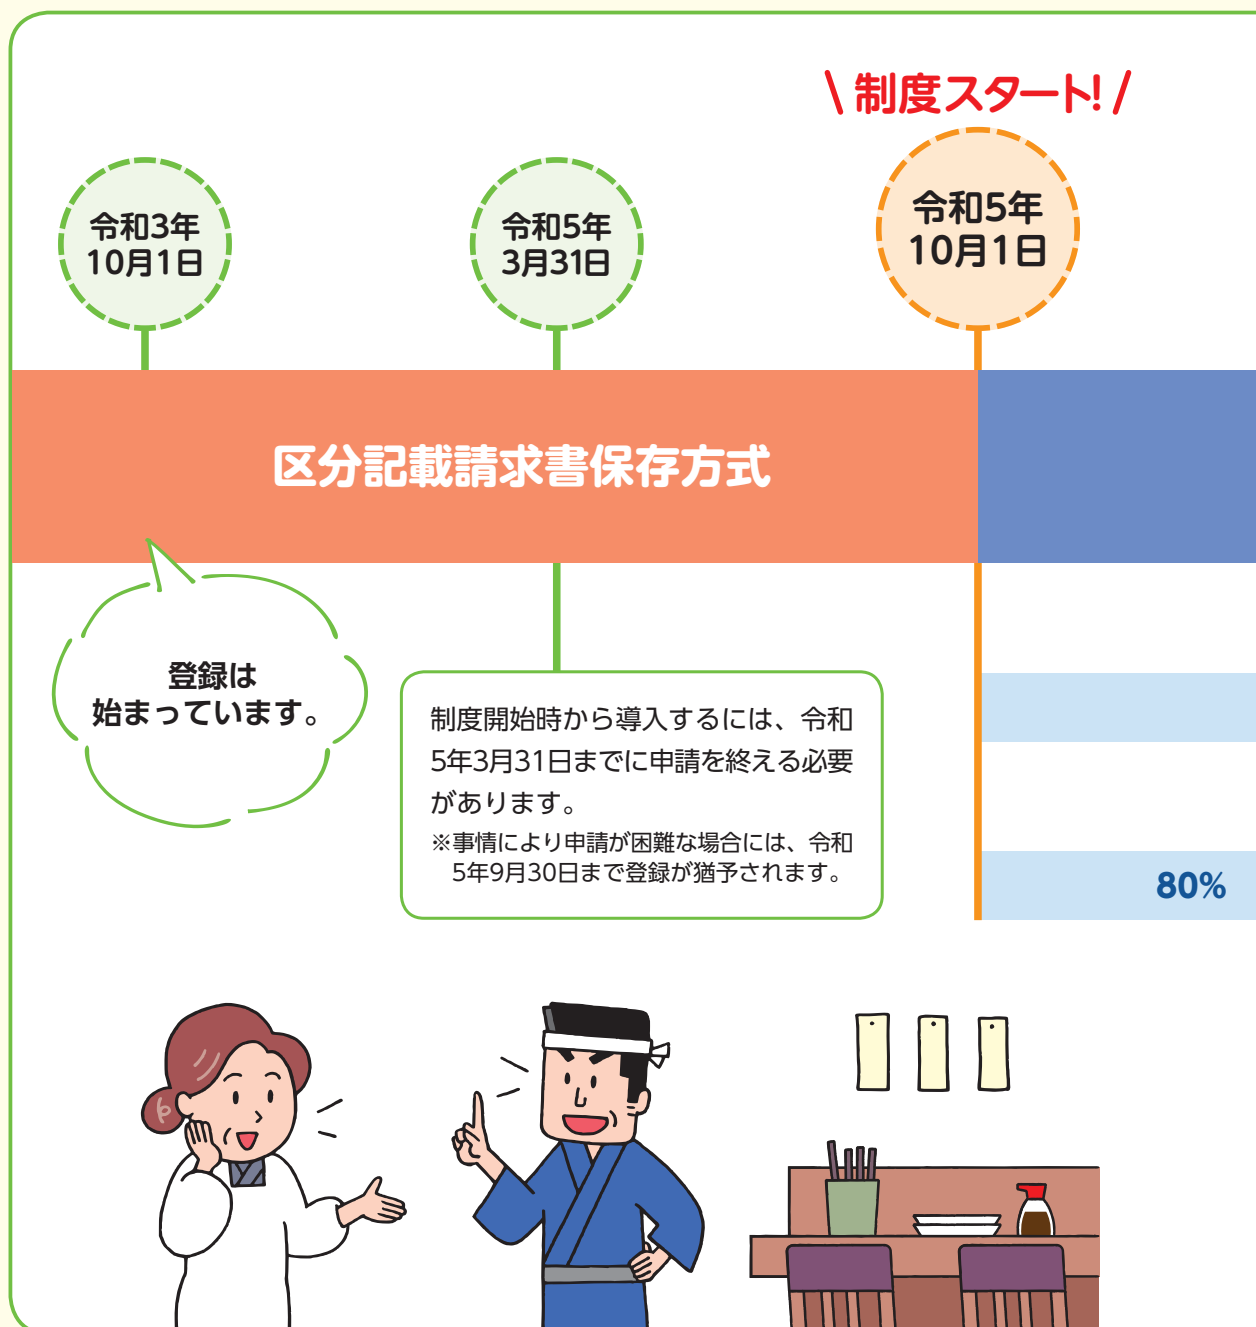 制度スタート!
令和3年
10月1日
令和5年
3月31日
令和5年
10月1日
区分記載請求書保存方式
登録は
始まっています。
制度開始時から導入するには、令和
5年3月31日までに申請を終える必要
があります。
※事情により申請が困難な場合には、令和
5年9月30日まで登録が猶予されます。
80%